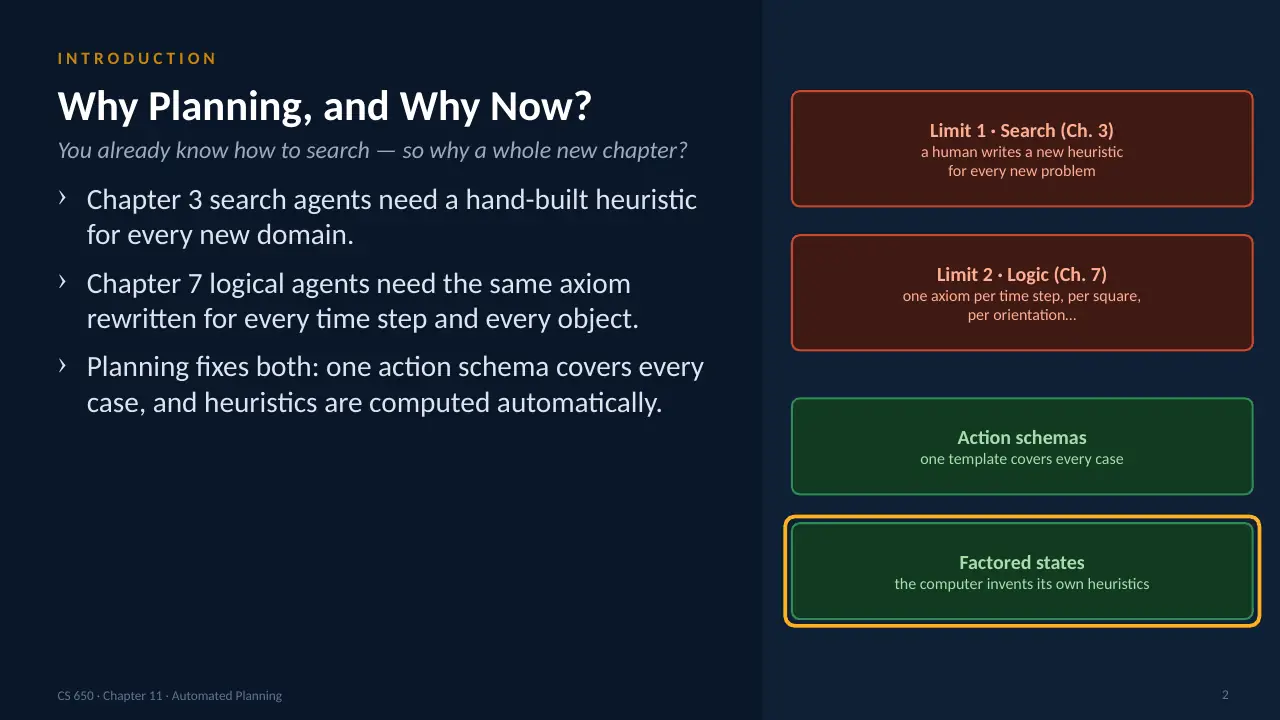 INTRODUCTION
Why Planning, and Why Now?
You already know how to search — so why a whole new chapter?
› Chapter 3 search agents need a hand-built heuristic
for every new domain.
› Chapter 7 logical agents need the same axiom
rewritten for every time step and every object.
› Planning fixes both: one action schema covers every
case, and heuristics are computed automatically.
Limit 1 · Search (Ch. 3)
a human writes a new heuristic
for every new problem
Limit 2 · Logic (Ch. 7)
one axiom per time step, per square,
per orientation...
Action schemas
one template covers every case
Factored states
the computer invents its own heuristics
CS 650 · Chapter 11 · Automated Planning
2